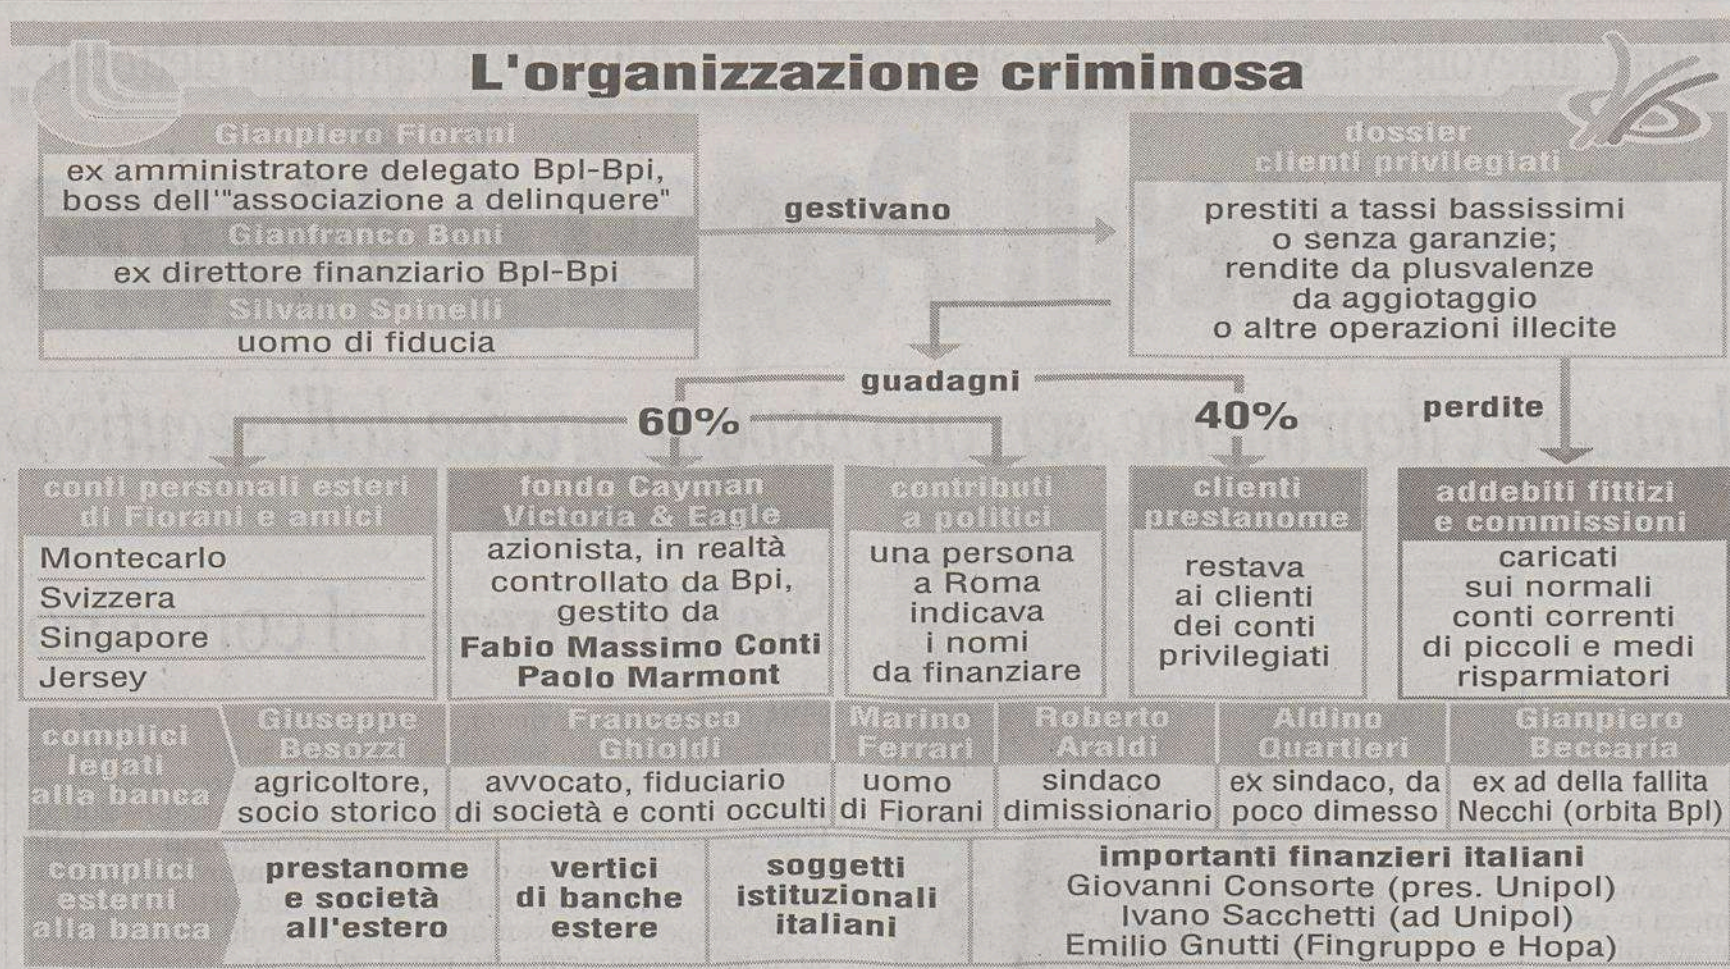 L'organizzazione criminosa
Gianpiero Fiorani
ex amministratore delegato Bpl-Bpi,
boss dell'"associazione a delinquere"
Gianfranco Boni
ex direttore finanziario Bpl-Bpi
Silvano Spinelli
uomo di fiducia
gestivano
dossier
clienti privilegiati
prestiti a tassi bassissimi
o senza garanzie;
rendite da plusvalenze
da aggiotaggio
o altre operazioni illecite
guadagni
60%
40%
perdite
conti personali esteri
di Fiorani e amici
Montecarlo
Svizzera
Singapore
Jersey
fondo Cayman
Victoria & Eagle
azionista, in realtà
controllato da Bpi,
gestito da
Fabio Massimo Conti
Paolo Marmont
contributi
a politici
una persona
a Roma
indicava
i nomi
da finanziare
clienti
prestanome
restava
ai clienti
dei conti
privilegiati
addebiti fittizi
e commissioni
caricati
sui normali
conti correnti
di piccoli e medi
risparmiatori
complici
legati
alla banca
Giuseppe
Besozzi
agricoltore,
socio storico
Francesco
Ghioldi
avvocato, fiduciario
di società e conti occulti
Marino
Ferrari
uomo
di Fiorani
Roberto
Araldi
sindaco
dimissionario
Aldino
Quartieri
ex sindaco, da
poco dimesso
Gianpiero
Beccaria
ex ad della fallita
Necchi (orbita Bpl)
complici
esterni
alla banca
prestanome
e società
all'estero
vertici
di banche
estere
soggetti
istituzionali
italiani
importanti finanzieri italiani
Giovanni Consorte (pres. Unipol)
Ivano Sacchetti (ad Unipol)
Emilio Gnutti (Fingruppo e Hopa)